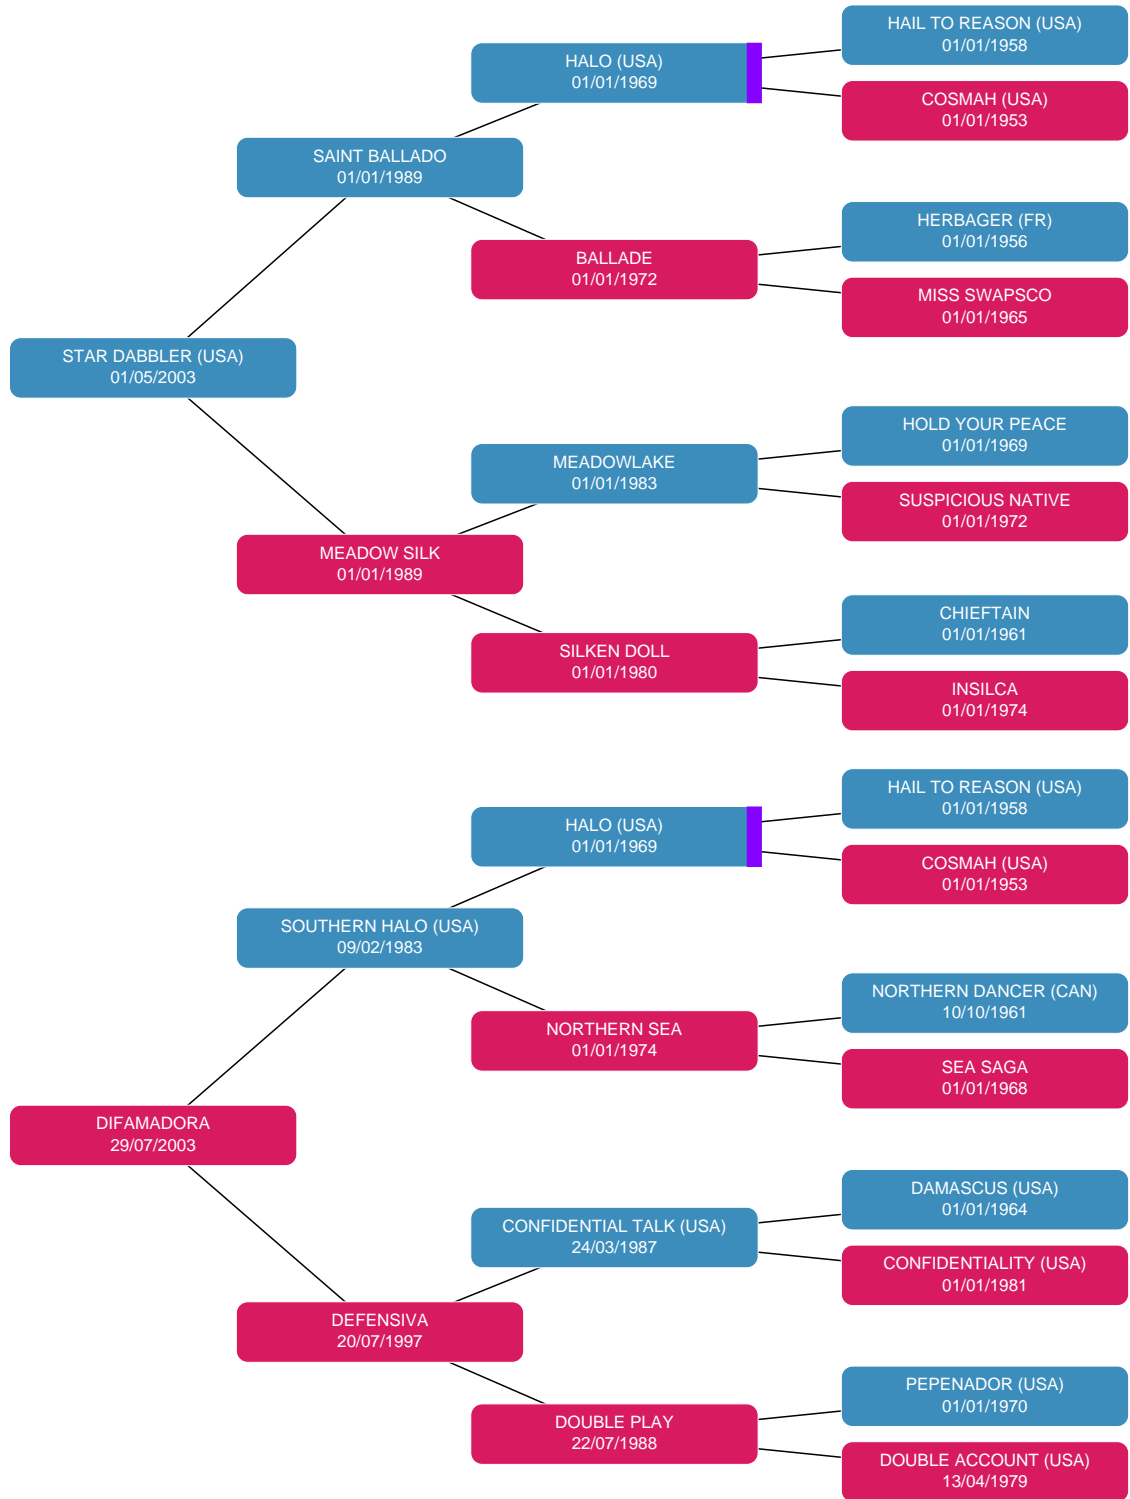 HAIL TO REASON (USA)
01/01/1958
HALO (USA)
01/01/1969
COSMAH (USA)
01/01/1953
SAINT BALLADO
01/01/1989
HERBAGER (FR)
01/01/1956
BALLADE
01/01/1972
MISS SWAPSCO
01/01/1965
STAR DABBLER (USA)
01/05/2003
HOLD YOUR PEACE
01/01/1969
MEADOWLAKE
01/01/1983
SUSPICIOUS NATIVE
01/01/1972
MEADOW SILK
01/01/1989
CHIEFTAIN
01/01/1961
SILKEN DOLL
01/01/1980
INSILCA
01/01/1974
HAIL TO REASON (USA)
01/01/1958
HALO (USA)
01/01/1969
COSMAH (USA)
01/01/1953
SOUTHERN HALO (USA)
09/02/1983
NORTHERN DANCER (CAN)
10/10/1961
NORTHERN SEA
01/01/1974
SEA SAGA
01/01/1968
DIFAMADORA
29/07/2003
DAMASCUS (USA)
01/01/1964
CONFIDENTIAL TALK (USA)
24/03/1987
CONFIDENTIALITY (USA)
01/01/1981
DEFENSIVA
20/07/1997
PEPENADOR (USA)
01/01/1970
DOUBLE PLAY
22/07/1988
DOUBLE ACCOUNT (USA)
13/04/1979